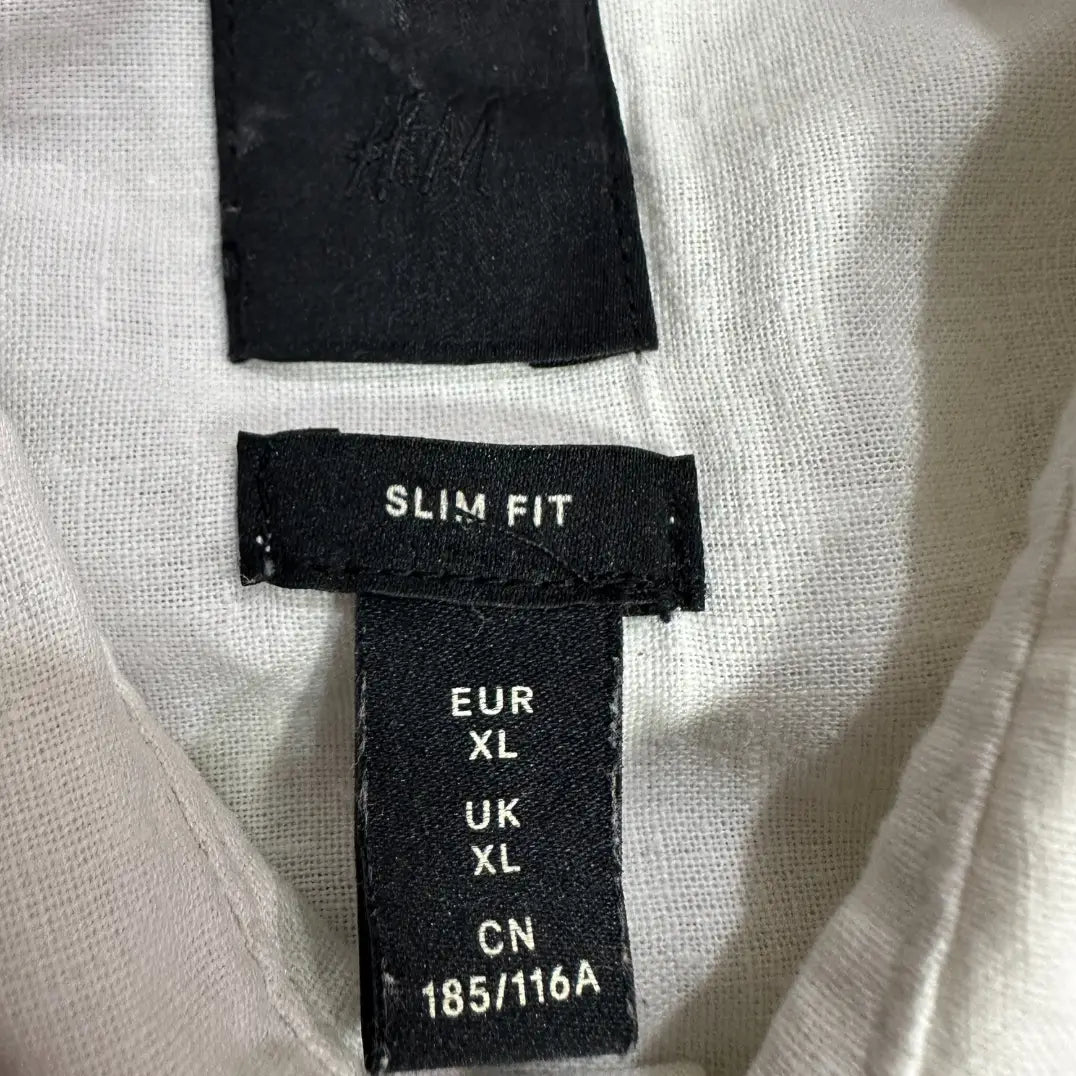 H&M
SLIM FIT
EUR
XL
UK
XL
CN
185/116A